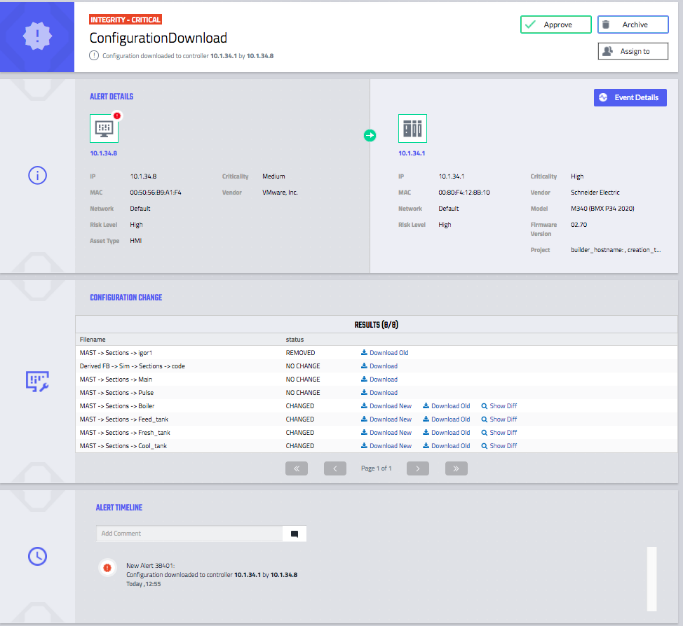 INTEGRITY - CRITICAL
ConfigurationDownload
Configuration downloaded to controller 10.1.34.1 by 10.1.34.8
Approve
Archive
Assign to
ALERT DETAILS
Event Details
10.1.34.8
10.1.34.1
IP 10.1.34.8 Criticality Medium
MAC 00:50:56:B9:A1:F4 Vendor VMware, Inc.
Network Default
Risk Level High
Asset Type HMI
IP 10.1.34.1 Criticality High
MAC 00:80:F4:12:BB:10 Vendor Schneider Electric
Network Default Model M340 (BMX P34 2020)
Risk Level High Firmware Version 02.70
Project builder_hostname: , creation_t...
CONFIGURATION CHANGE
RESULTS (8/8)
Filename status
MAST -> Sections -> igor1 REMOVED Download Old
Derived FB -> Sim -> Sections -> code NO CHANGE Download
MAST -> Sections -> Main NO CHANGE Download
MAST -> Sections -> Pulse NO CHANGE Download
MAST -> Sections -> Boiler CHANGED Download New Download Old Show Diff
MAST -> Sections -> Feed_tank CHANGED Download New Download Old Show Diff
MAST -> Sections -> Fresh_tank CHANGED Download New Download Old Show Diff
MAST -> Sections -> Cool_tank CHANGED Download New Download Old Show Diff
« ‹ Page 1 of 1 › »
ALERT TIMELINE
Add Comment
New Alert 38401:
Configuration downloaded to controller 10.1.34.1 by 10.1.34.8
Today ,12:55